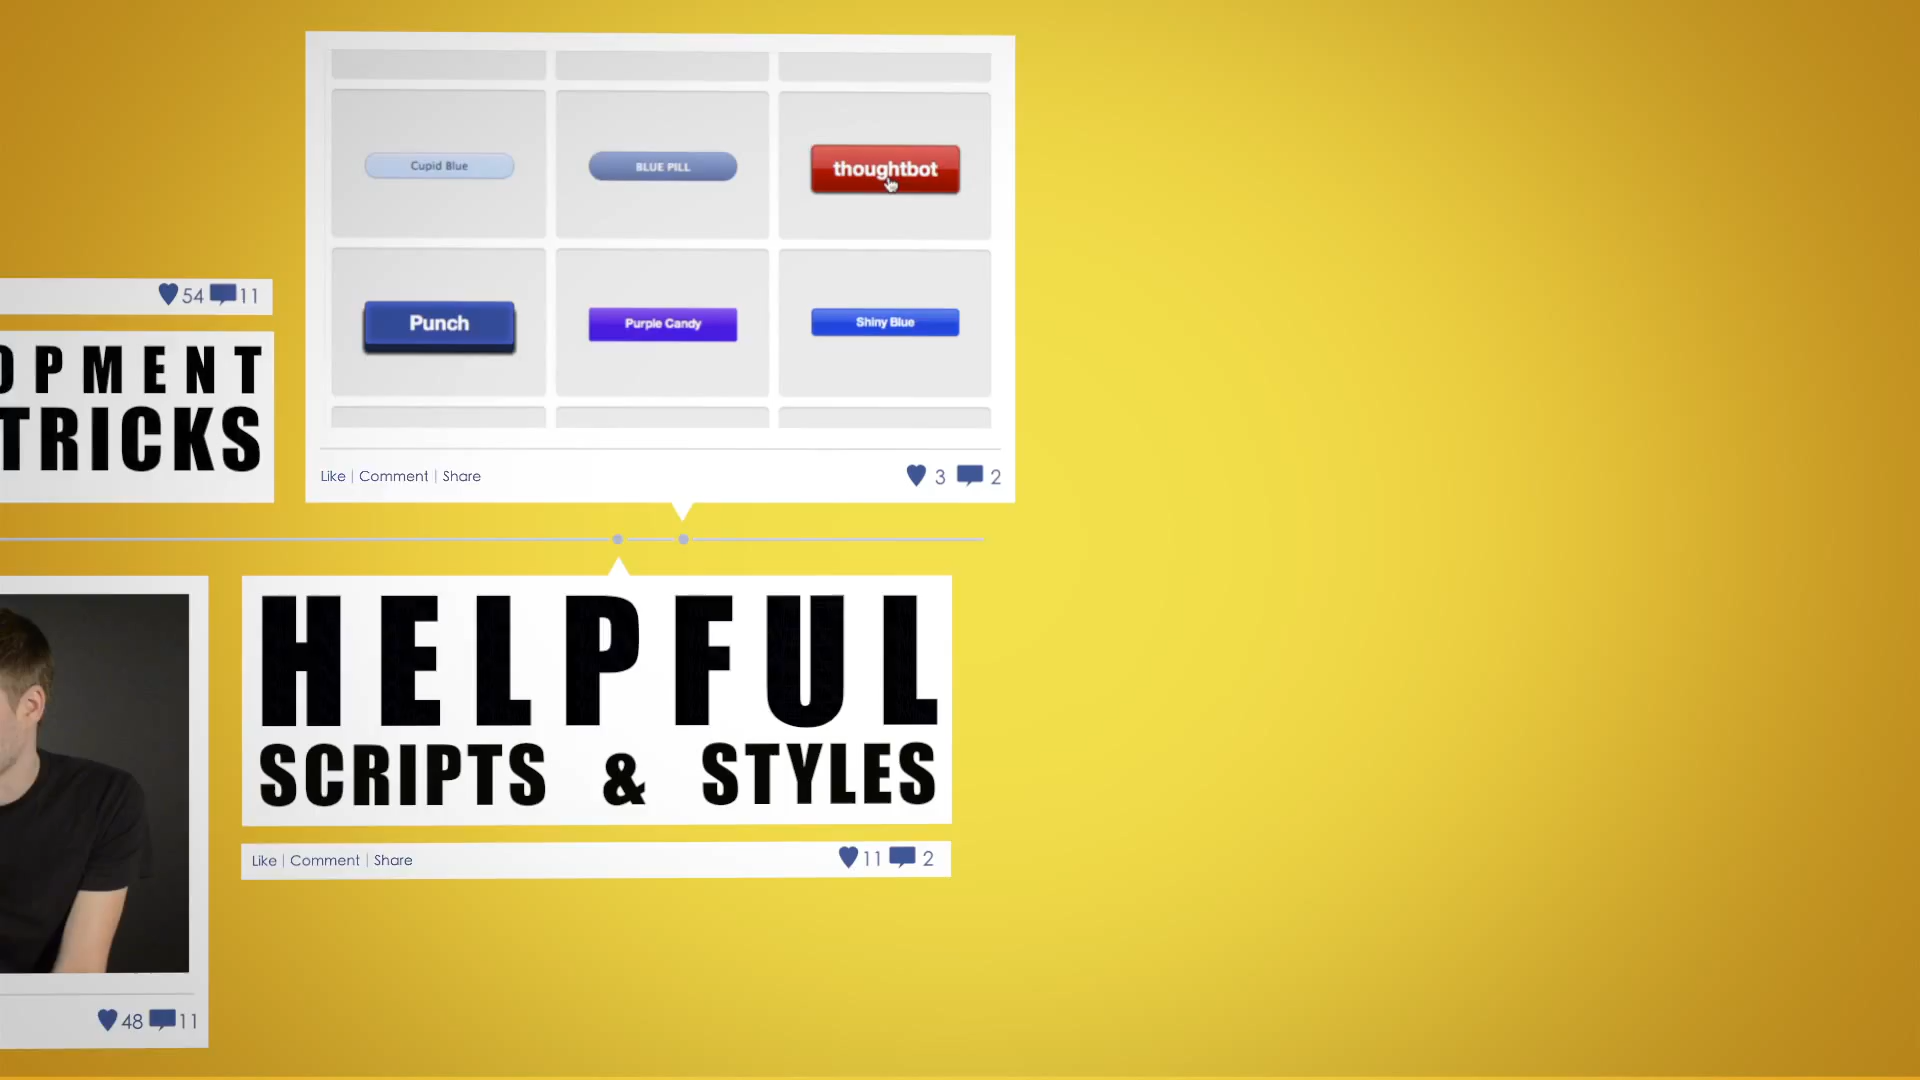 54 11
OPMENT
TRICKS
Cupid Blue
BLUE PILL
thoughtbot
Punch
Purple Candy
Shiny Blue
Like | Comment | Share
3 2
HELPFUL
SCRIPTS & STYLES
Like | Comment | Share
11 2
48 11